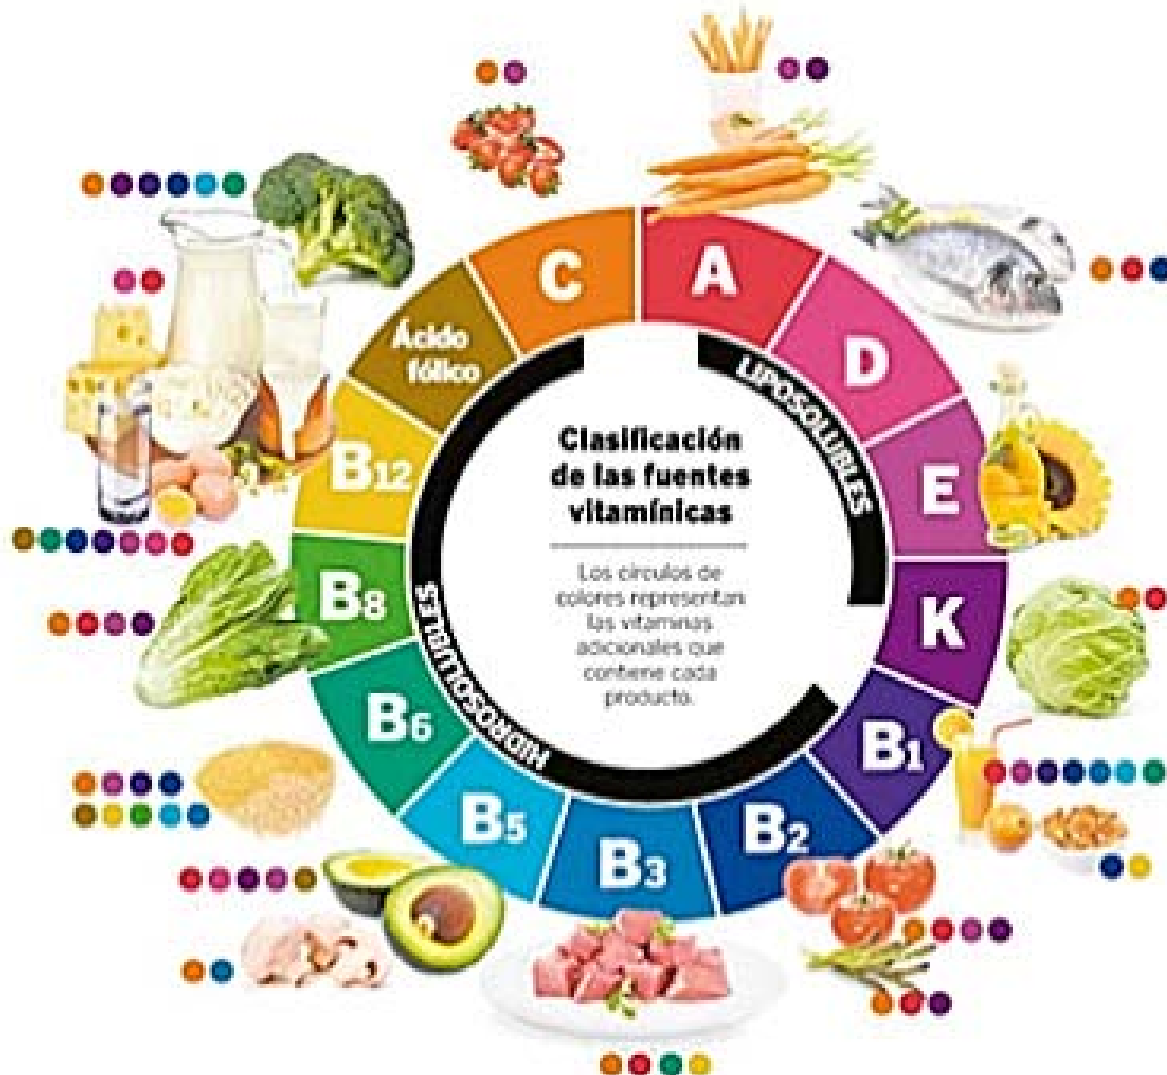 C
A
Ácido
fólico
D
LIPOSOLUBLES
B12
E
Clasificación
de las fuentes
vitamínicas
Los círculos de
colores representan
las vitaminas
adicionales que
contiene cada
producto.
B8
K
HIDROSOLUBLES
B6
B1
B5
B2
B3